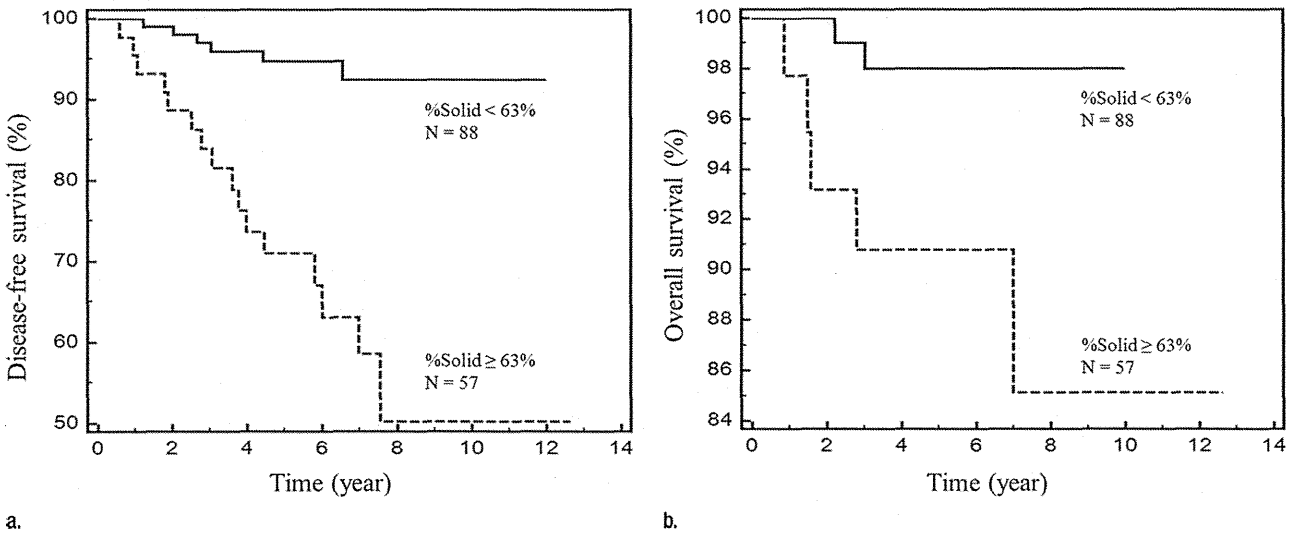 Disease-free survival (%)
100
90
80
70
60
50
%Solid < 63%
N = 88
%Solid ≥ 63%
N = 57
0 2 4 6 8 10 12 14
Time (year)
a.
Overall survival (%)
100
98
96
94
92
90
88
86
84
%Solid < 63%
N = 88
%Solid ≥ 63%
N = 57
0 2 4 6 8 10 12 14
Time (year)
b.